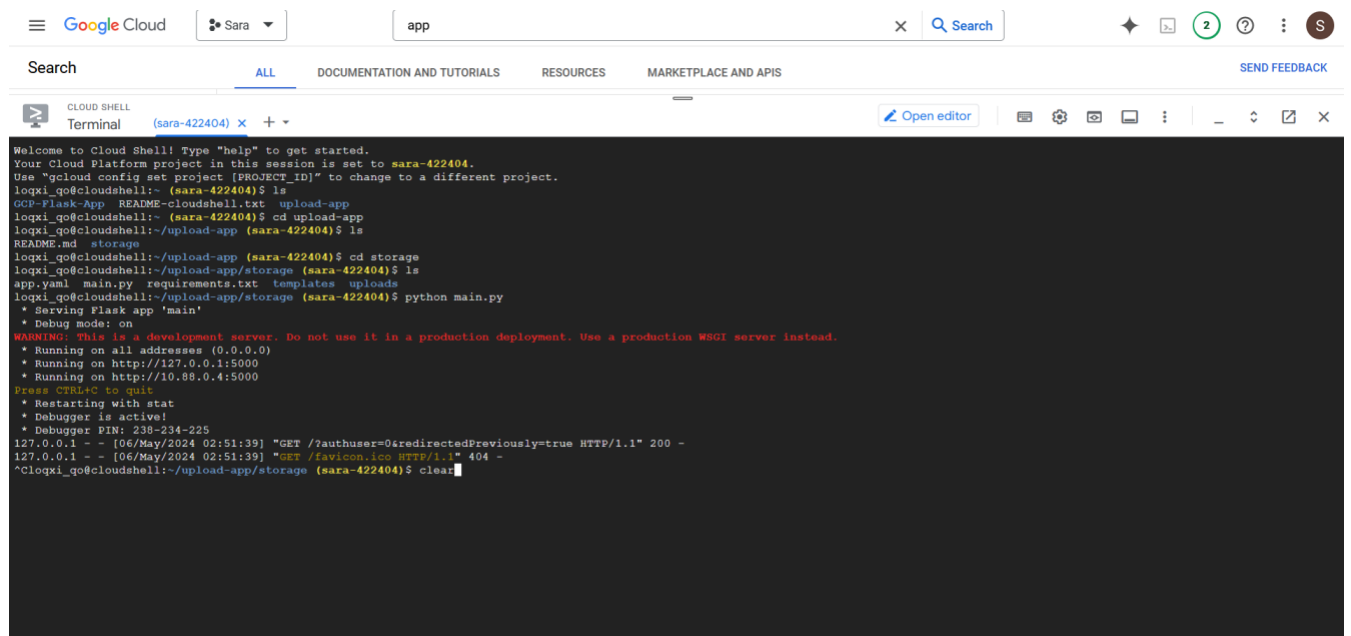 Google Cloud
Sara
app
Search
2
S
Search
ALL
DOCUMENTATION AND TUTORIALS
RESOURCES
MARKETPLACE AND APIS
SEND FEEDBACK
CLOUD SHELL
Terminal
(sara-422404)
Open editor
Welcome to Cloud Shell! Type "help" to get started.
Your Cloud Platform project in this session is set to sara-422404.
Use “gcloud config set project [PROJECT_ID]” to change to a different project.
loqxi_qo@cloudshell:~ (sara-422404)$ ls
GCP-Flask-App  README-cloudshell.txt  upload-app
loqxi_qo@cloudshell:~ (sara-422404)$ cd upload-app
loqxi_qo@cloudshell:~/upload-app (sara-422404)$ ls
README.md  storage
loqxi_qo@cloudshell:~/upload-app (sara-422404)$ cd storage
loqxi_qo@cloudshell:~/upload-app/storage (sara-422404)$ ls
app.yaml  main.py  requirements.txt  templates  uploads
loqxi_qo@cloudshell:~/upload-app/storage (sara-422404)$ python main.py
* Serving Flask app 'main'
* Debug mode: on
WARNING: This is a development server. Do not use it in a production deployment. Use a production WSGI server instead.
* Running on all addresses (0.0.0.0)
* Running on http://127.0.0.1:5000
* Running on http://10.88.0.4:5000
Press CTRL+C to quit
* Restarting with stat
* Debugger is active!
* Debugger PIN: 238-234-225
127.0.0.1 - - [06/May/2024 02:51:39] "GET /?authuser=0&redirectedPreviously=true HTTP/1.1" 200 -
127.0.0.1 - - [06/May/2024 02:51:39] "GET /favicon.ico HTTP/1.1" 404 -
^Cloqxi_qo@cloudshell:~/upload-app/storage (sara-422404)$ clear